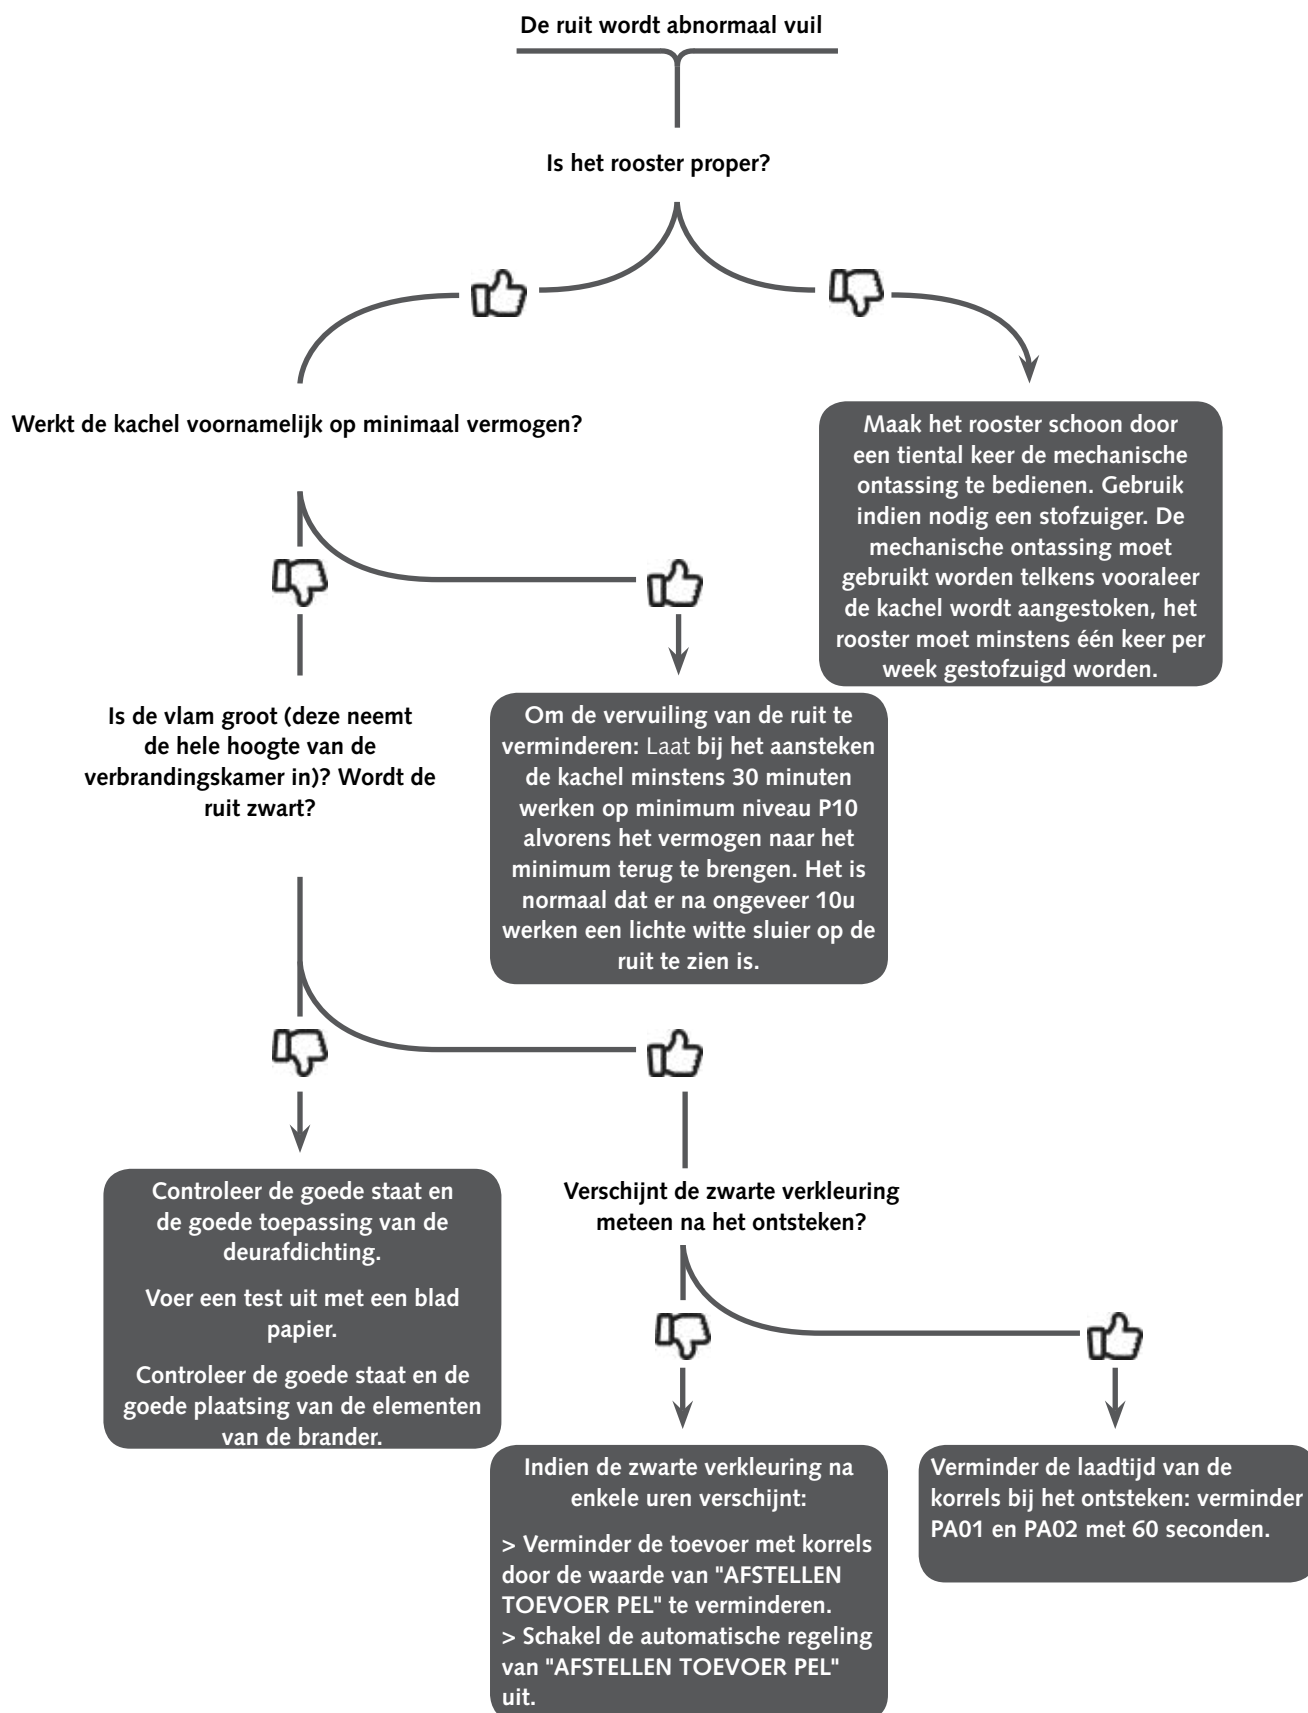 De ruit wordt abnormaal vuil
Is het rooster proper?
Werkt de kachel voornamelijk op minimaal vermogen?
Maak het rooster schoon door
een tiental keer de mechanische
ontassing te bedienen. Gebruik
indien nodig een stofzuiger. De
mechanische ontassing moet
gebruikt worden telkens vooraleer
de kachel wordt aangestoken, het
rooster moet minstens één keer per
week gestofzuigd worden.
Is de vlam groot (deze neemt
de hele hoogte van de
verbrandingskamer in)? Wordt de
ruit zwart?
Om de vervuiling van de ruit te
verminderen: Laat bij het aansteken
de kachel minstens 30 minuten
werken op minimum niveau P10
alvorens het vermogen naar het
minimum terug te brengen. Het is
normaal dat er na ongeveer 10u
werken een lichte witte sluier op de
ruit te zien is.
Controleer de goede staat en
de goede toepassing van de
deurafdichting.
Voer een test uit met een blad
papier.
Controleer de goede staat en de
goede plaatsing van de elementen
van de brander.
Verschijnt de zwarte verkleuring
meteen na het ontsteken?
Indien de zwarte verkleuring na
enkele uren verschijnt:
> Verminder de toevoer met korrels
door de waarde van "AFSTELLEN
TOEVOER PEL" te verminderen.
> Schakel de automatische regeling
van "AFSTELLEN TOEVOER PEL"
uit.
Verminder de laadtijd van de
korrels bij het ontsteken: verminder
PA01 en PA02 met 60 seconden.